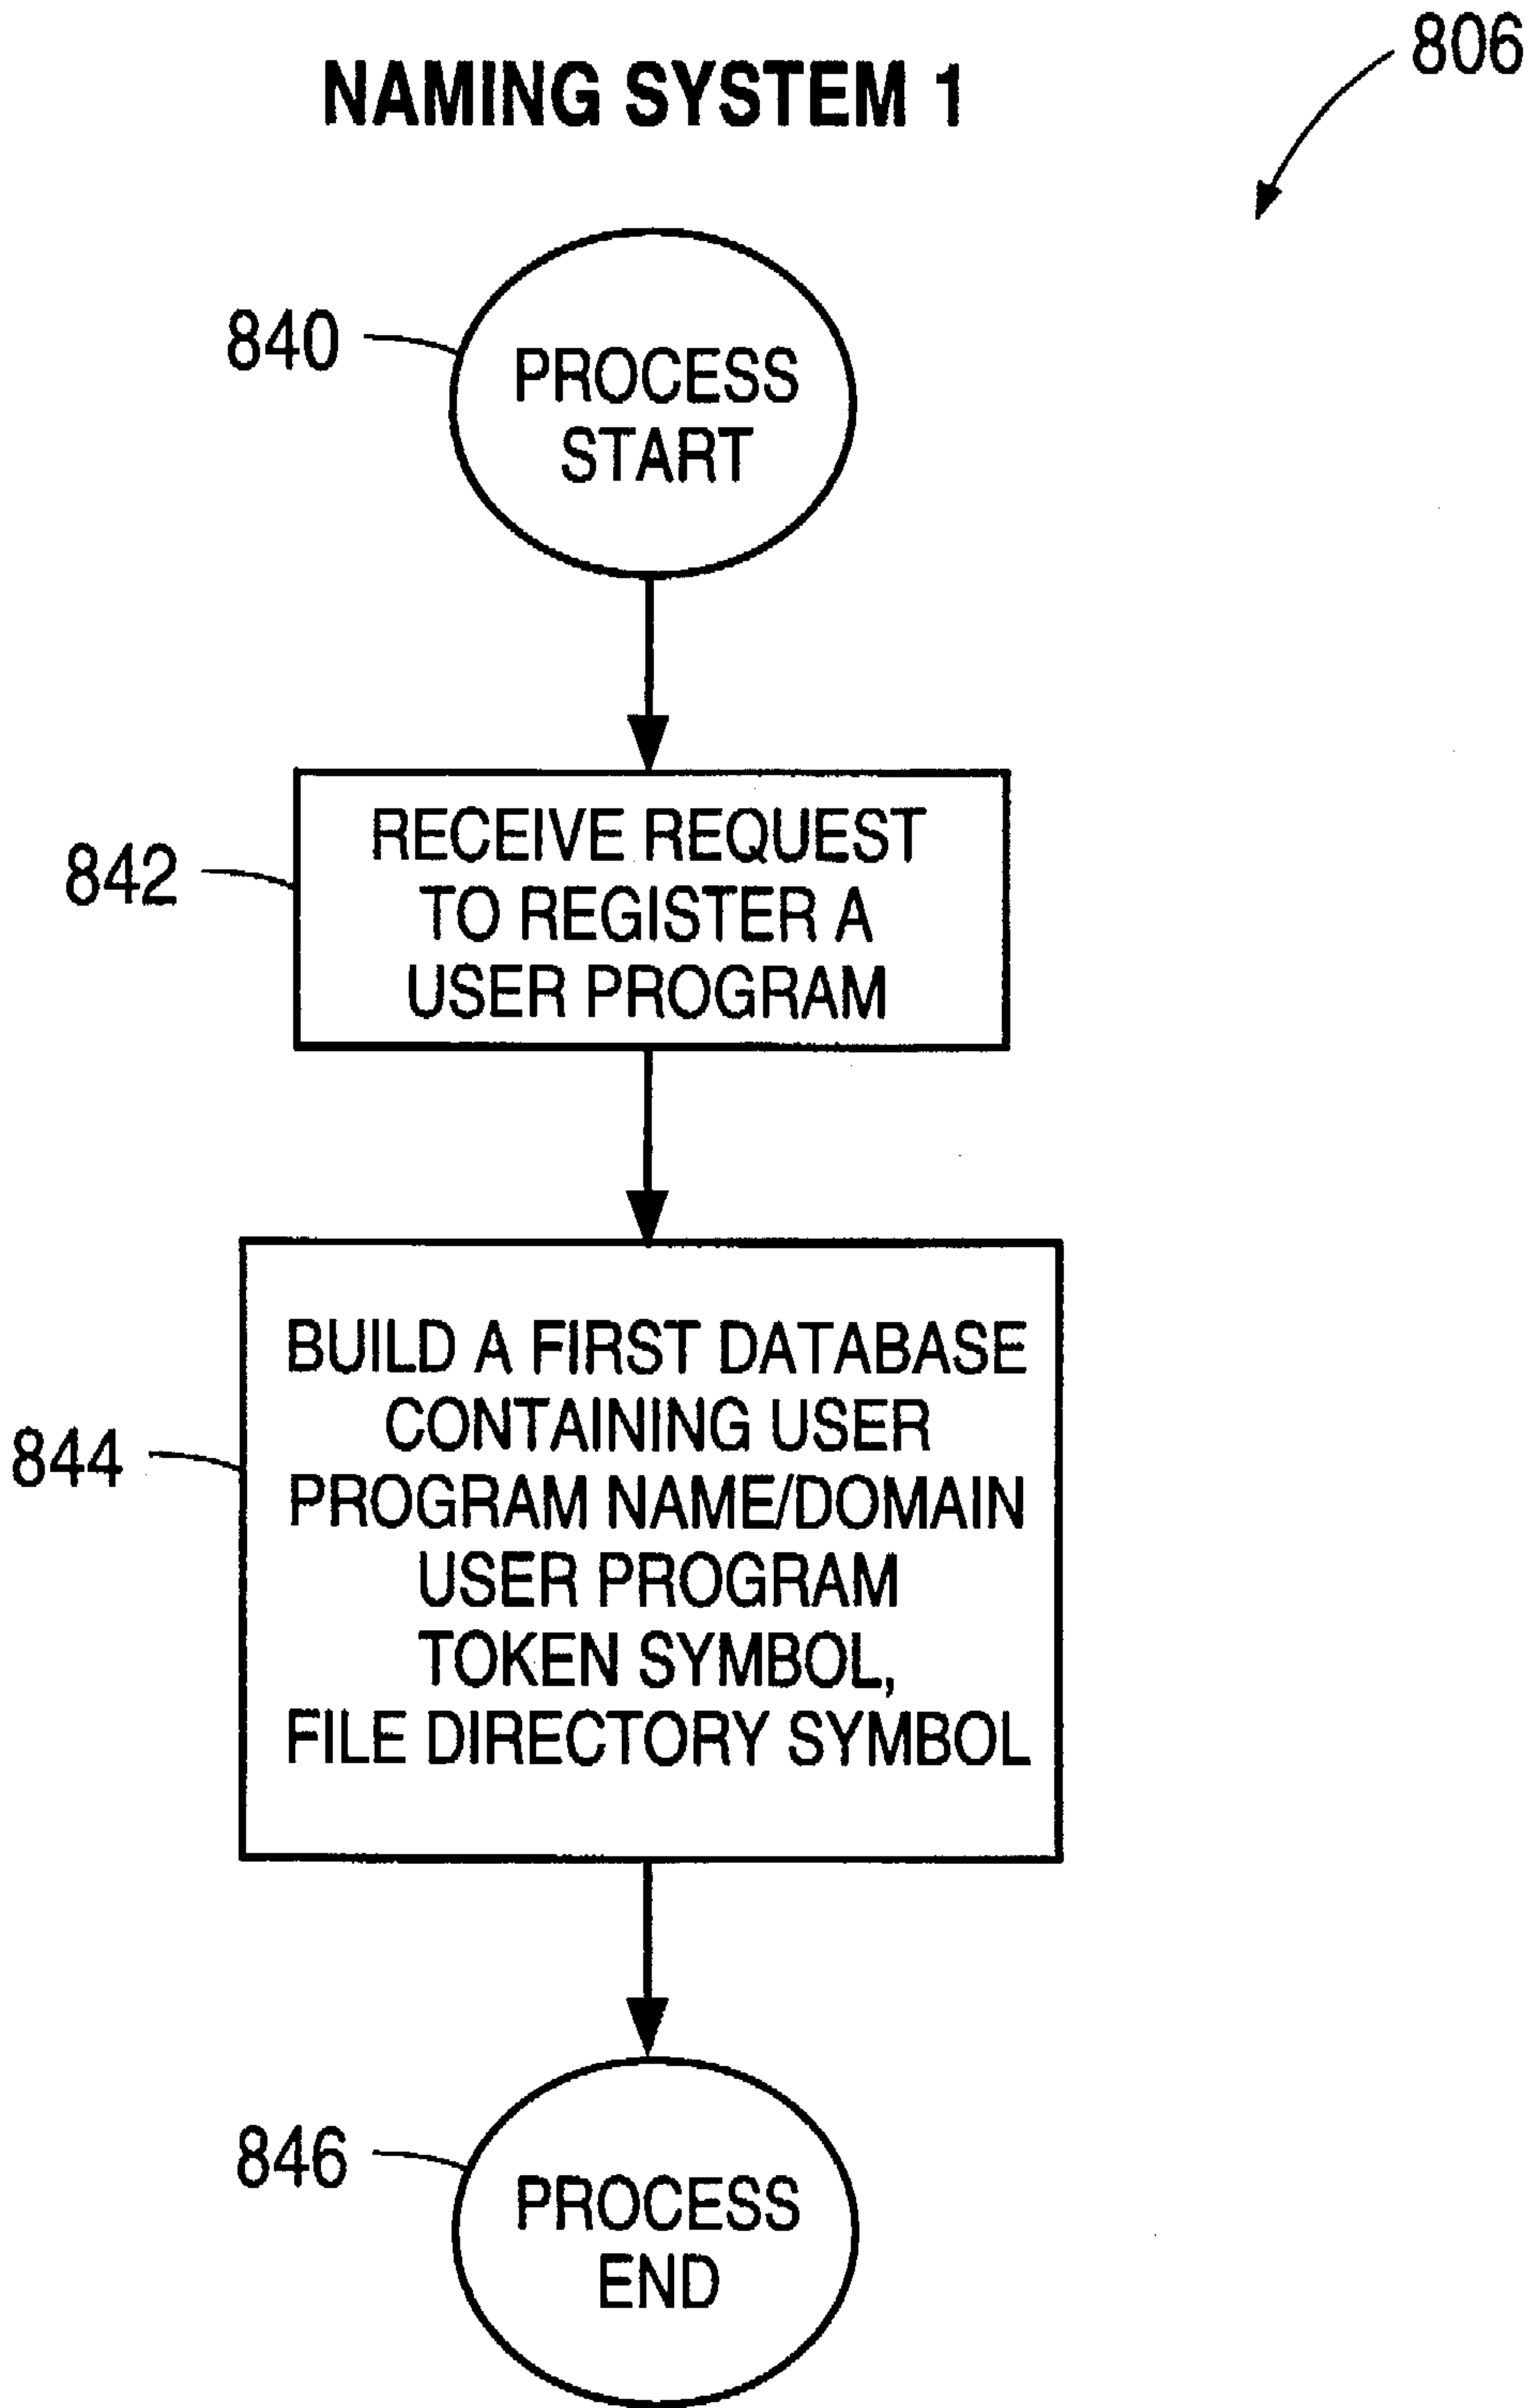 806
NAMING SYSTEM 1
840
PROCESS
START
842
RECEIVE REQUEST
TO REGISTER A
USER PROGRAM
844
BUILD A FIRST DATABASE
CONTAINING USER
PROGRAM NAME/DOMAIN
USER PROGRAM
TOKEN SYMBOL,
FILE DIRECTORY SYMBOL
846
PROCESS
END